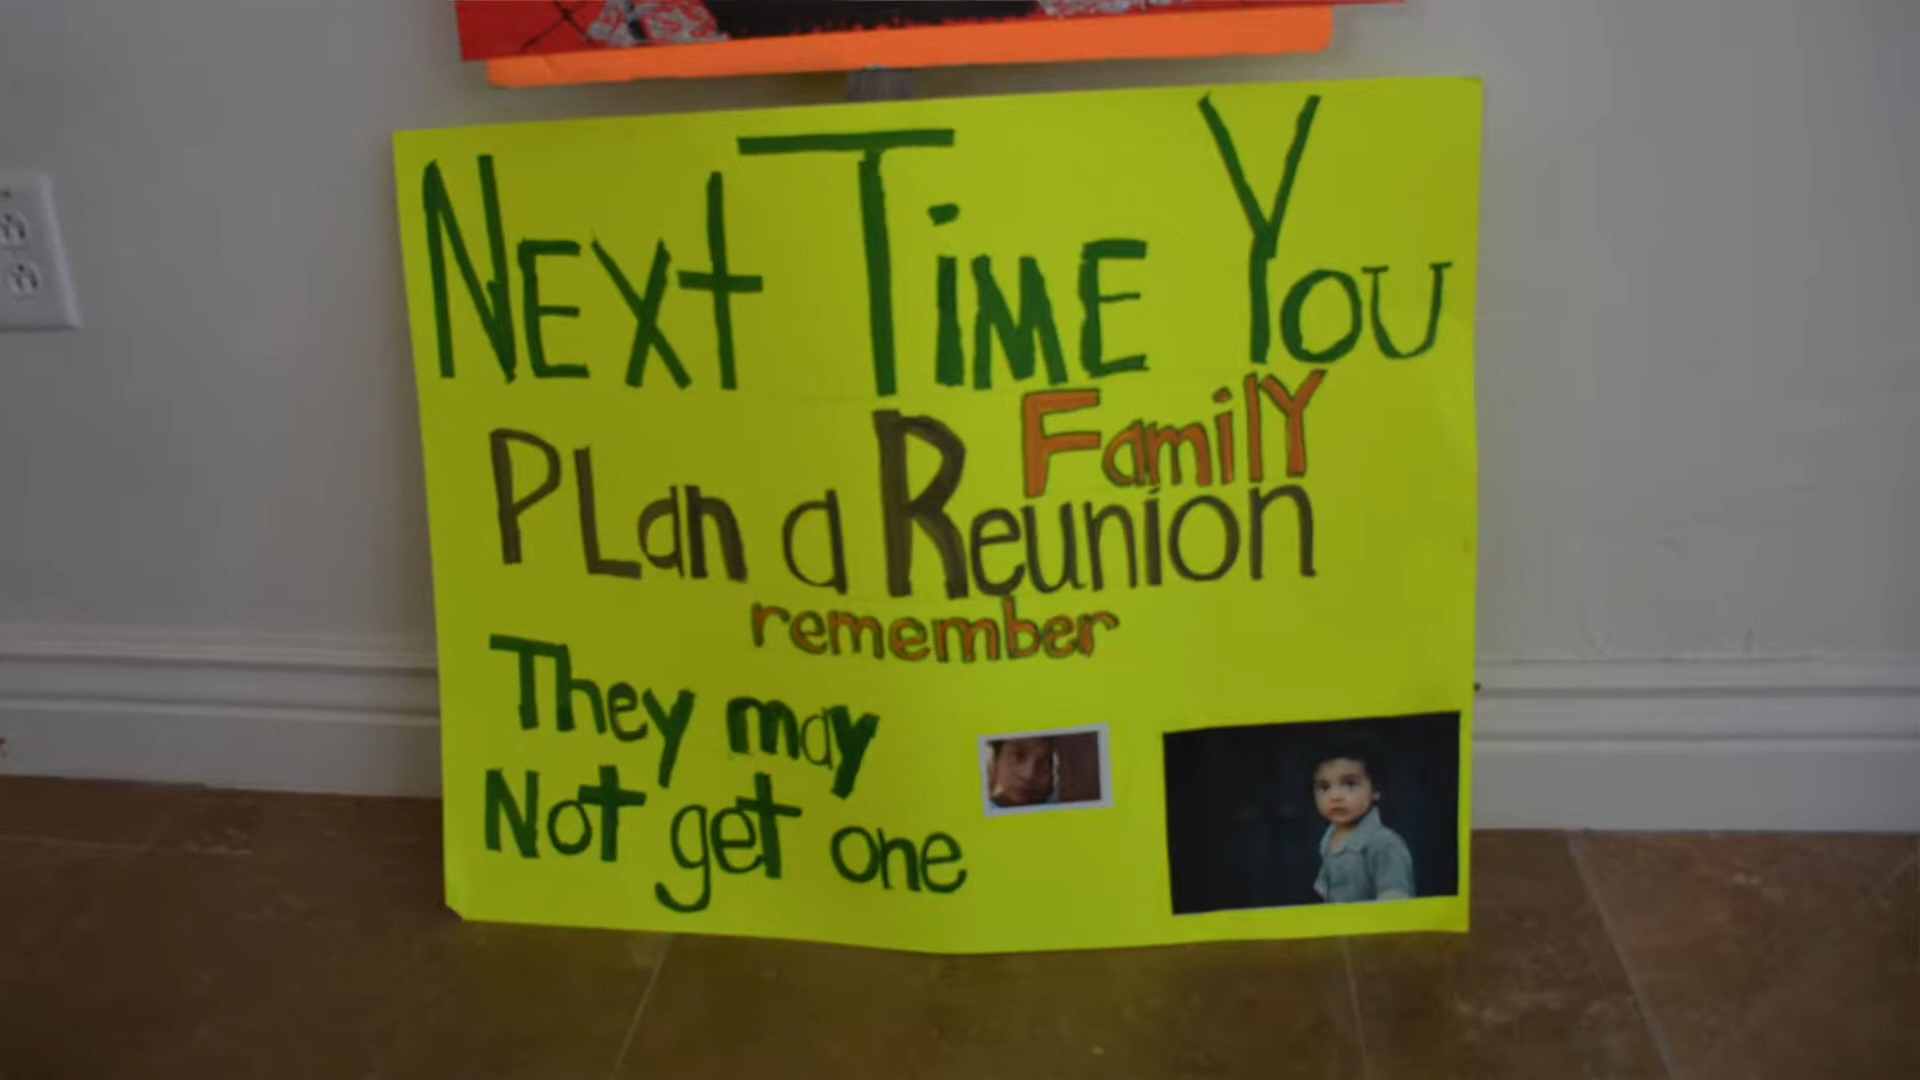 NExt TiME You
FamilY
PLan a Reunion
remember
They may
Not get one